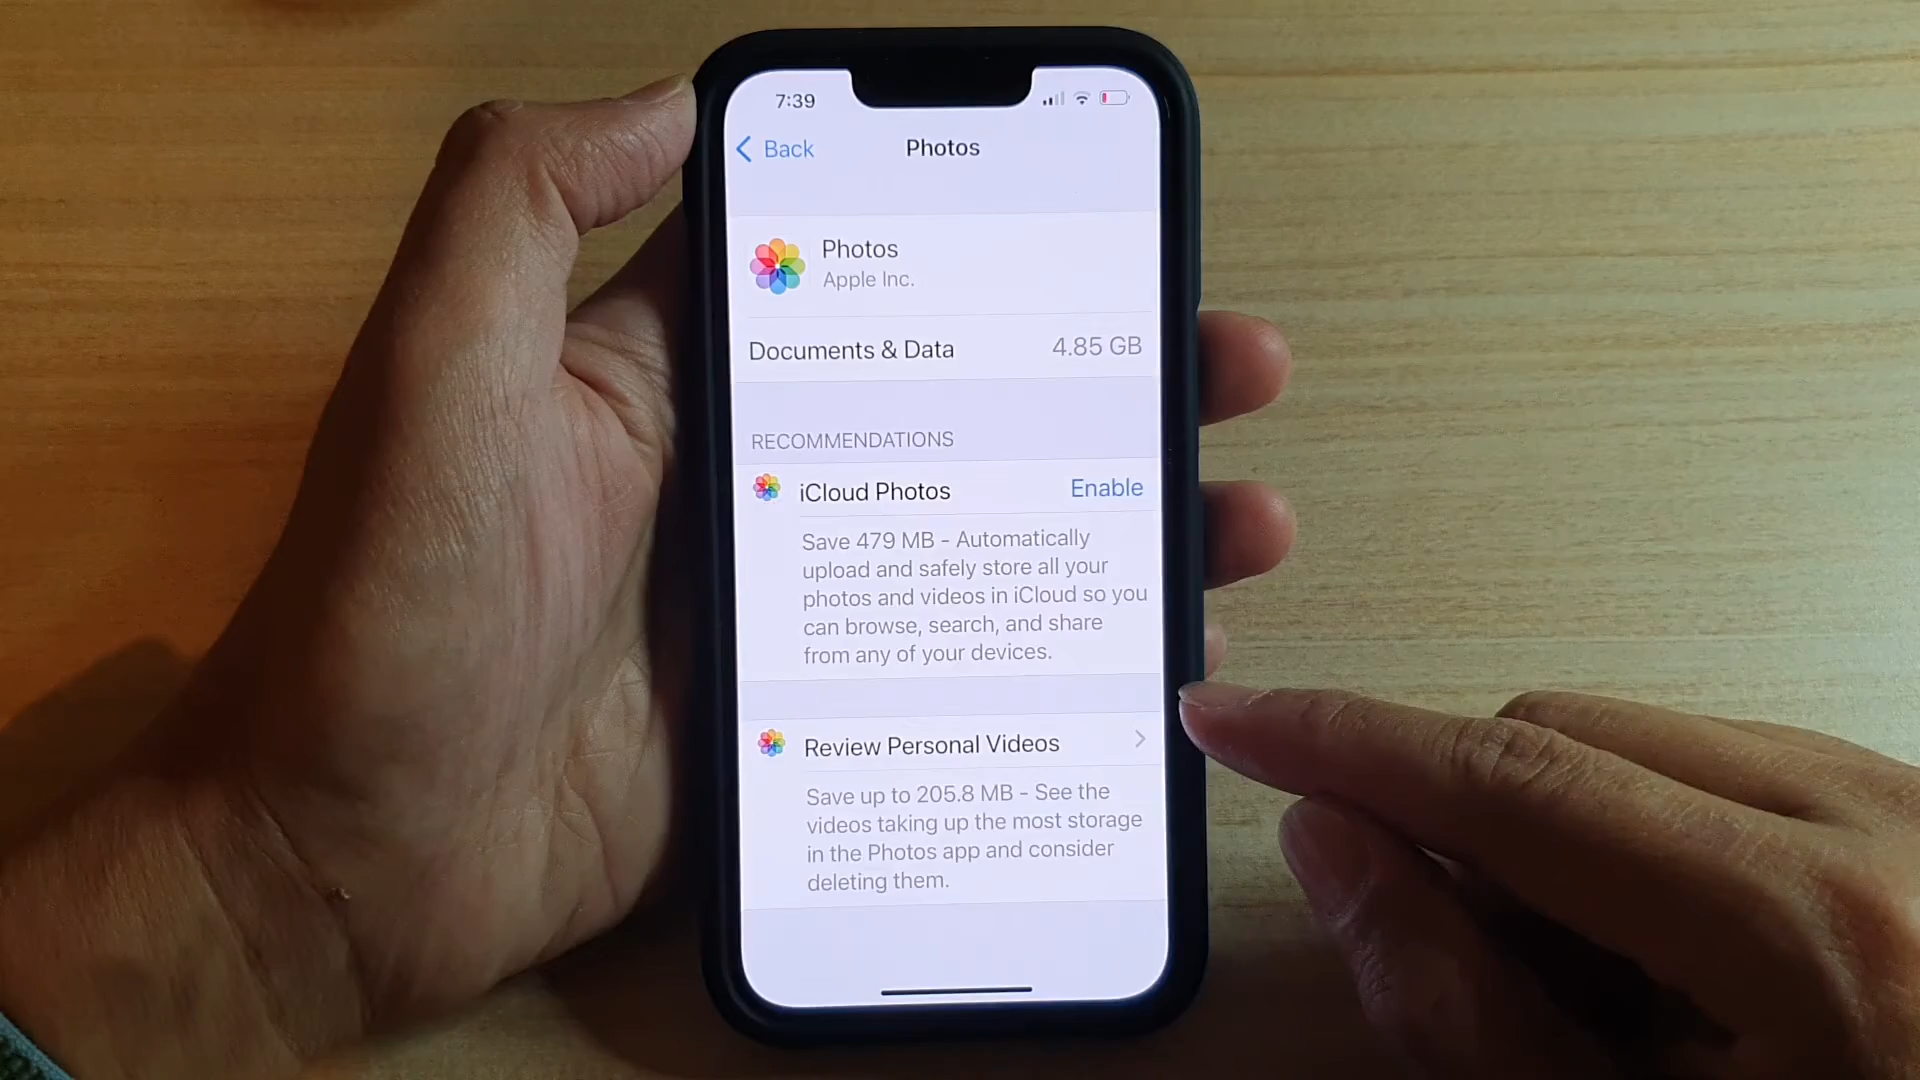 7:39
Back
Photos
Photos
Apple Inc.
Documents & Data 4.85 GB
RECOMMENDATIONS
iCloud Photos Enable
Save 479 MB - Automatically
upload and safely store all your
photos and videos in iCloud so you
can browse, search, and share
from any of your devices.
Review Personal Videos
Save up to 205.8 MB - See the
videos taking up the most storage
in the Photos app and consider
deleting them.